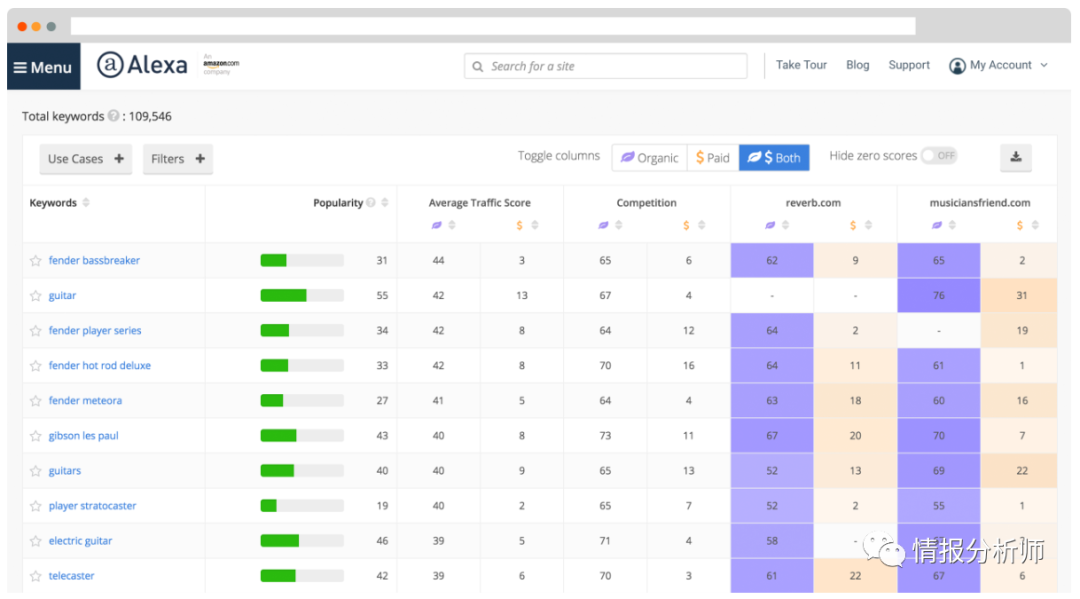 Menu
Alexa
An
amazon.com
company
Search for a site
Take Tour
Blog
Support
My Account
Total keywords ? : 109,546
Use Cases +
Filters +
Toggle columns
Organic
$ Paid
$ Both
Hide zero scores
OFF
Keywords Popularity ? Average Traffic Score Competition reverb.com musiciansfriend.com
$ $ $ $
fender bassbreaker 31 44 3 65 6 62 9 65 2
guitar 55 42 13 67 4 - - 76 31
fender player series 34 42 8 64 12 64 2 - 19
fender hot rod deluxe 33 42 8 70 16 64 11 61 1
fender meteora 27 41 5 64 4 63 18 60 16
gibson les paul 43 40 8 73 11 67 20 70 7
guitars 40 40 9 65 13 52 13 69 22
player stratocaster 19 40 2 65 7 52 2 55 1
electric guitar 46 39 5 71 4 58 -
telecaster 42 39 6 70 3 61 22 67 6
情报分析师